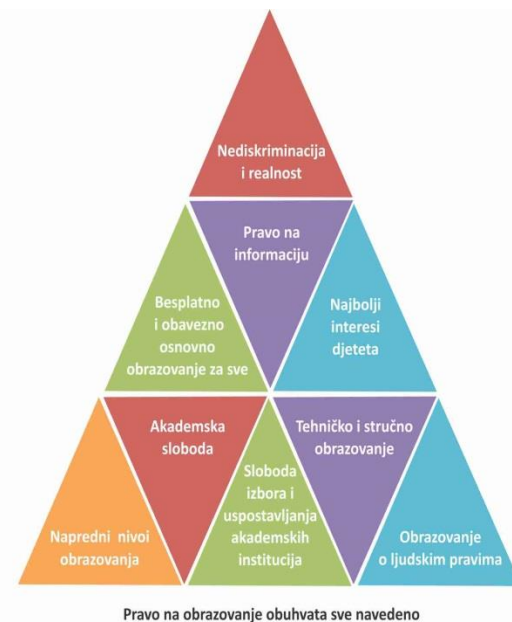 Nediskriminacija
i realnost
Pravo na
informaciju
Besplatno
i obavezno
osnovno
obrazovanje za sve
Najbolji
interesi
djeteta
Akademska
sloboda
Tehničko i stručno
obrazovanje
Napredni nivoi
obrazovanja
Sloboda
izbora i
uspostavljanja
akademskih
institucija
Obrazovanje
o ljudskim pravima
Pravo na obrazovanje obuhvata sve navedeno